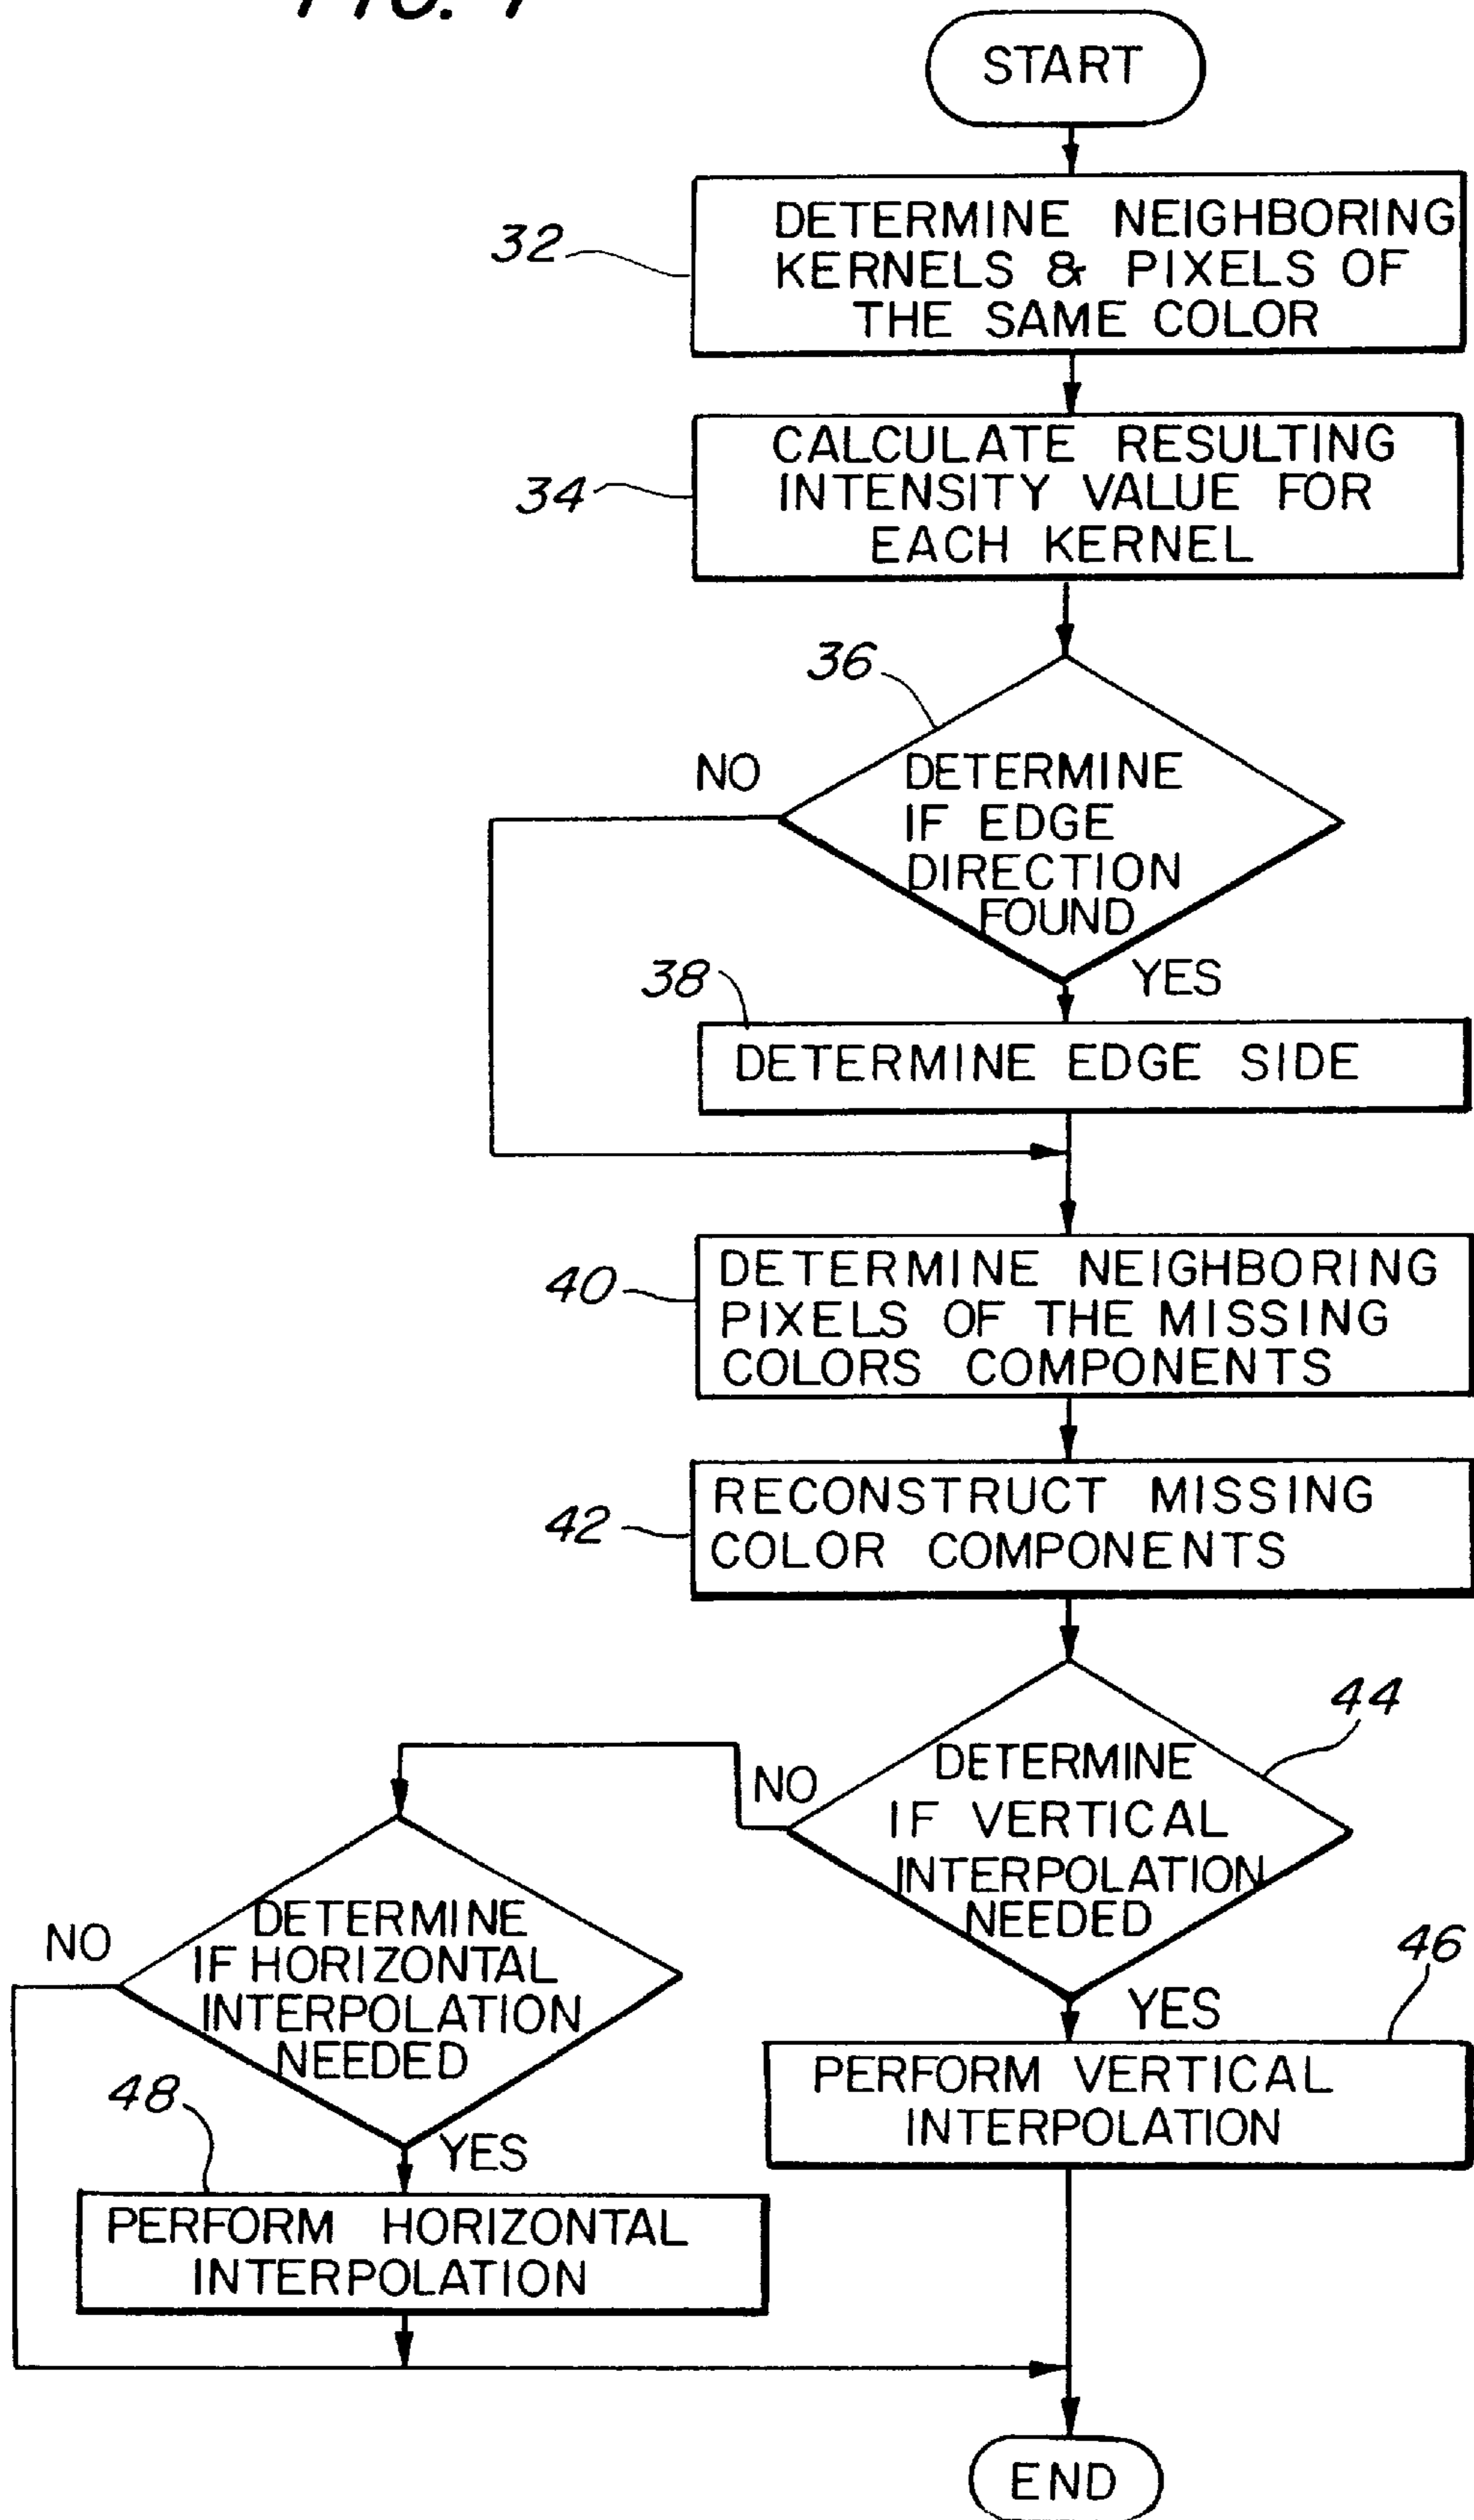 START
32
DETERMINE NEIGHBORING
KERNELS & PIXELS OF
THE SAME COLOR
34
CALCULATE RESULTING
INTENSITY VALUE FOR
EACH KERNEL
36
NO
DETERMINE
IF EDGE
DIRECTION
FOUND
YES
38
DETERMINE EDGE SIDE
40
DETERMINE NEIGHBORING
PIXELS OF THE MISSING
COLORS COMPONENTS
42
RECONSTRUCT MISSING
COLOR COMPONENTS
44
NO
DETERMINE
IF VERTICAL
INTERPOLATION
NEEDED
YES
46
PERFORM VERTICAL
INTERPOLATION
NO
DETERMINE
IF HORIZONTAL
INTERPOLATION
NEEDED
48
YES
PERFORM HORIZONTAL
INTERPOLATION
END